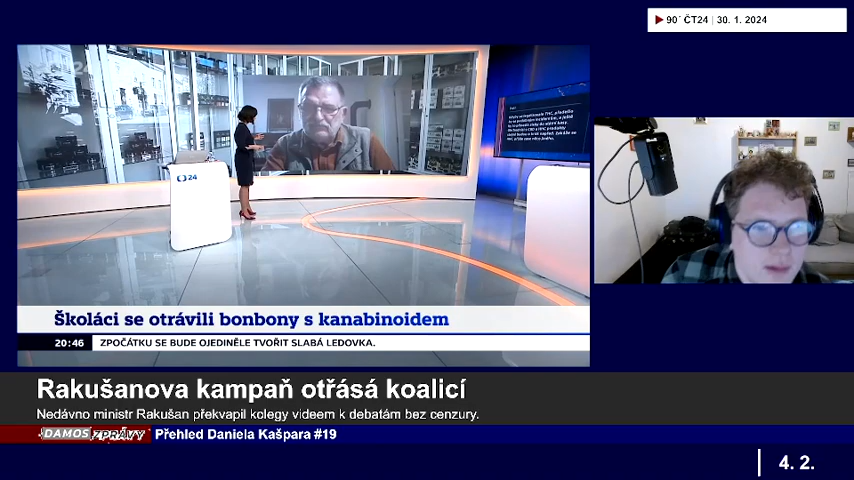 90´ ČT24 | 30. 1. 2024
24
Školáci se otrávili bonbony s kanabinoidem
20:46 ZPOČÁTKU SE BUDE OJEDINĚLE TVOŘIT SLABÁ LEDOVKA.
Rakušanova kampaň otřásá koalicí
Nedávno ministr Rakušan překvapil kolegy videem k debatám bez cenzury.
DAMOS ZPRÁVY Přehled Daniela Kašpara #19
4. 2.